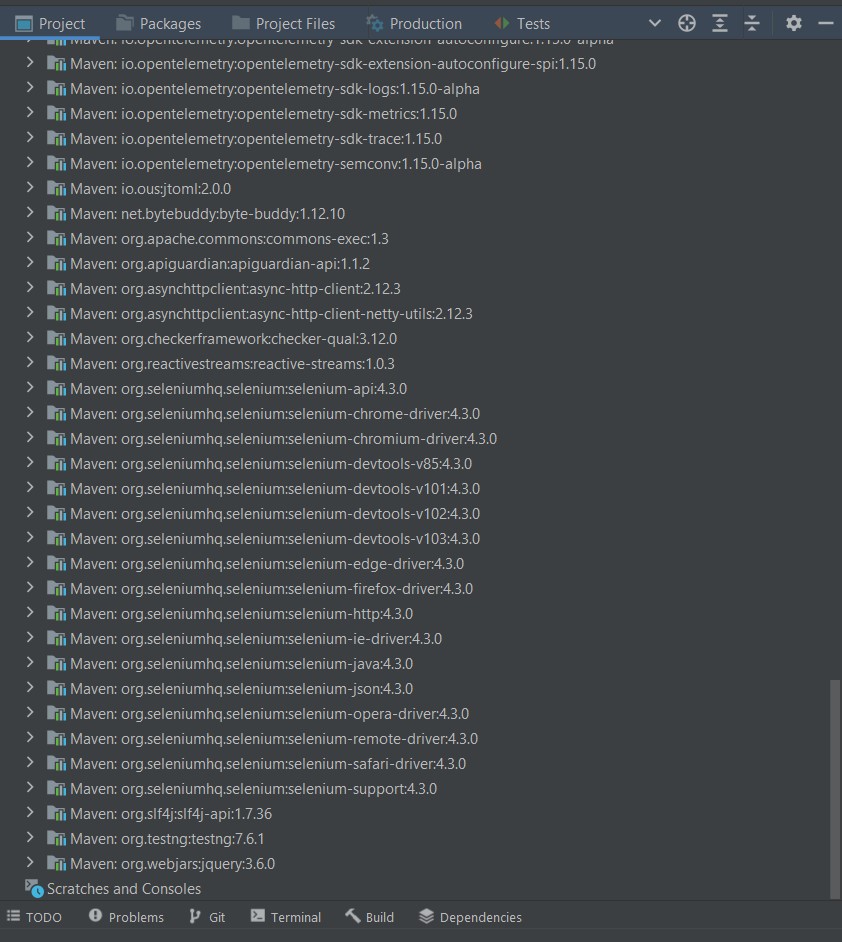 Project Packages Project Files Production Tests
Maven: io.opentelemetry:opentelemetry-sdk-extension-autoconfigure:1.15.0-alpha
Maven: io.opentelemetry:opentelemetry-sdk-extension-autoconfigure-spi:1.15.0
Maven: io.opentelemetry:opentelemetry-sdk-logs:1.15.0-alpha
Maven: io.opentelemetry:opentelemetry-sdk-metrics:1.15.0
Maven: io.opentelemetry:opentelemetry-sdk-trace:1.15.0
Maven: io.opentelemetry:opentelemetry-semconv:1.15.0-alpha
Maven: io.ous:jtoml:2.0.0
Maven: net.bytebuddy:byte-buddy:1.12.10
Maven: org.apache.commons:commons-exec:1.3
Maven: org.apiguardian:apiguardian-api:1.1.2
Maven: org.asynchttpclient:async-http-client:2.12.3
Maven: org.asynchttpclient:async-http-client-netty-utils:2.12.3
Maven: org.checkerframework:checker-qual:3.12.0
Maven: org.reactivestreams:reactive-streams:1.0.3
Maven: org.seleniumhq.selenium:selenium-api:4.3.0
Maven: org.seleniumhq.selenium:selenium-chrome-driver:4.3.0
Maven: org.seleniumhq.selenium:selenium-chromium-driver:4.3.0
Maven: org.seleniumhq.selenium:selenium-devtools-v85:4.3.0
Maven: org.seleniumhq.selenium:selenium-devtools-v101:4.3.0
Maven: org.seleniumhq.selenium:selenium-devtools-v102:4.3.0
Maven: org.seleniumhq.selenium:selenium-devtools-v103:4.3.0
Maven: org.seleniumhq.selenium:selenium-edge-driver:4.3.0
Maven: org.seleniumhq.selenium:selenium-firefox-driver:4.3.0
Maven: org.seleniumhq.selenium:selenium-http:4.3.0
Maven: org.seleniumhq.selenium:selenium-ie-driver:4.3.0
Maven: org.seleniumhq.selenium:selenium-java:4.3.0
Maven: org.seleniumhq.selenium:selenium-json:4.3.0
Maven: org.seleniumhq.selenium:selenium-opera-driver:4.3.0
Maven: org.seleniumhq.selenium:selenium-remote-driver:4.3.0
Maven: org.seleniumhq.selenium:selenium-safari-driver:4.3.0
Maven: org.seleniumhq.selenium:selenium-support:4.3.0
Maven: org.slf4j:slf4j-api:1.7.36
Maven: org.testng:testng:7.6.1
Maven: org.webjars:jquery:3.6.0
Scratches and Consoles
TODO Problems Git Terminal Build Dependencies